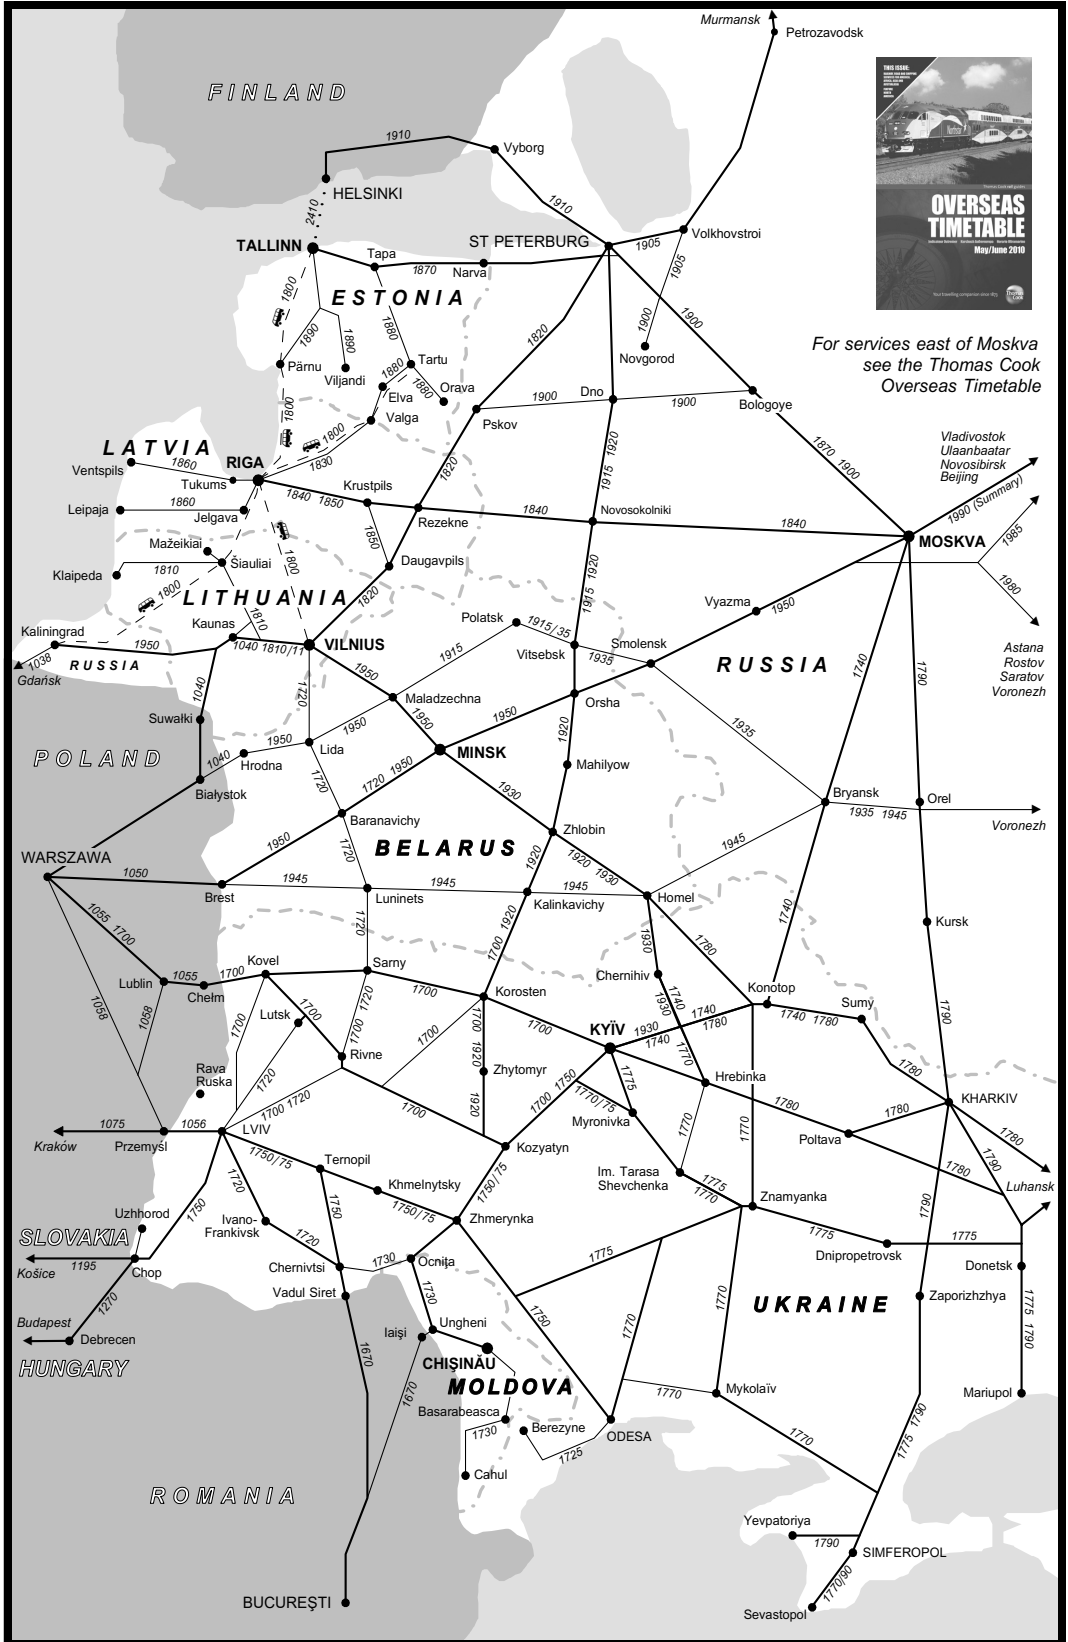 Murmansk
Petrozavodsk
THIS ISSUE:
FINLAND
1910
Vyborg
HELSINKI
1910
2410
TALLINN
ST PETERBURG
1905
Volkhovstroi
Tapa
1870
Narva
1905
OVERSEAS
TIMETABLE
May/June 2010
Thomas Cook
1800
ESTONIA
1890
1890
1880
1820
1900
1900
Novgorod
For services east of Moskva
see the Thomas Cook
Overseas Timetable
Pärnu
Viljandi
Tartu
1880
1880
Elva
Orava
Valga
1800
1800
1830
Pskov
1900
Dno
1900
Bologoye
LATVIA
Ventspils
1860
RIGA
Tukums
1820
1920
1915
1870
1900
Vladivostok
Ulaanbaatar
Novosibirsk
Beijing
1990 (Summary)
Leipaja
1860
Jelgava
1840
1850
Krustpils
Rezekne
1840
Novosokolniki
1840
MOSKVA
1985
1980
Mažeikiai
Šiauliai
1810
Klaipeda
1800
1800
1850
Daugavpils
1820
1920
1915
LITHUANIA
1810
Kaunas
Kaliningrad
1950
1038
Gdańsk
RUSSIA
1040
1810/11
VILNIUS
Polatsk
1915/35
1915
Vitsebsk
1935
Smolensk
Vyazma
1950
RUSSIA
Astana
Rostov
Saratov
Voronezh
1740
1790
1040
Suwałki
1720
1950
Maladzechna
1950
1950
1950
Orsha
1920
1935
POLAND
1040
1950
Hrodna
Lida
MINSK
Mahilyow
Białystok
1720
1720
1950
1930
Bryansk
Orel
1935
1945
Voronezh
Baranavichy
Zhlobin
WARSZAWA
1950
1720
BELARUS
1920
1920
1930
1945
1050
Brest
1945
Luninets
1945
Kalinkavichy
1945
Homel
1740
Kursk
1055
1700
1720
1700
1920
1930
1780
Lublin
1055
Chełm
1700
Kovel
Sarny
1700
Korosten
Chernihiv
Konotop
Sumy
1790
1058
1058
Lutsk
1700
1700
1720
1700
1700
1920
1700
1930
1740
1740
1780
KYÏV
1930
1740
1740
1780
Rava
Ruska
1700
1720
Rivne
Zhytomyr
1775
1770
Hrebinka
1780
1700
1720
1700
1920
1700
1750
1770/75
Myronivka
1780
1780
KHARKIV
Kraków
1075
Przemyśl
1056
LVIV
Kozyatyn
1770
1770
Poltava
1780
1790
1780
Luhansk
1750/75
Ternopil
Khmelnytsky
1750/75
1750/75
Im. Tarasa
Shevchenka
1775
1770
Znamyanka
1720
1750
1750
Uzhhorod
Ivano-
Frankivsk
1720
Zhmerynka
1775
Dnipropetrovsk
1775
1790
SLOVAKIA
Košice
1195
Chop
Chernivtsi
1730
Ocniţa
1775
Donetsk
Vadul Siret
1270
Budapest
Debrecen
HUNGARY
1730
1750
1770
1770
UKRAINE
Zaporizhzhya
1775
1790
Iaişi
Ungheni
CHIŞINĂU
MOLDOVA
1670
1670
1770
Mykolaïv
Mariupol
Basarabeasca
1730
Berezyne
ODESA
1725
1770
1775
1790
Cahul
ROMANIA
Yevpatoriya
1790
SIMFEROPOL
1770/90
BUCUREŞTI
Sevastopol